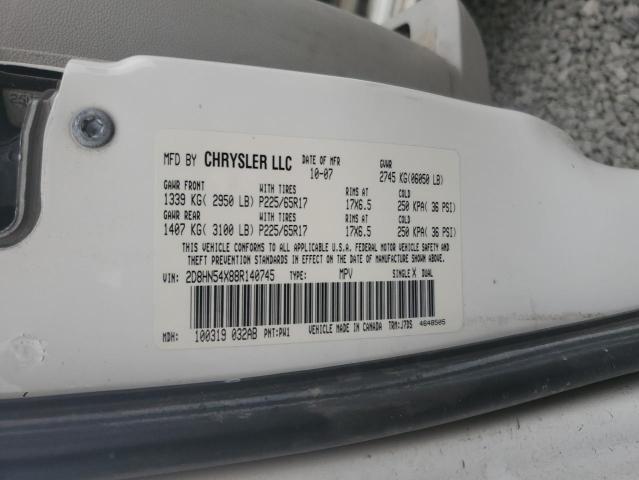 MFD BY CHRYSLER LLC DATE OF MFR 10-07 GVWR 2745 KG(06050 LB)
GAWR FRONT WITH TIRES RIMS AT COLD
1339 KG( 2950 LB) P225/65R17 17X6.5 250 KPA( 36 PSI)
GAWR REAR WITH TIRES RIMS AT COLD
1407 KG( 3100 LB) P225/65R17 17X6.5 250 KPA( 36 PSI)
THIS VEHICLE CONFORMS TO ALL APPLICABLE U.S.A. FEDERAL MOTOR VEHICLE SAFETY AND
THEFT PREVENTION STANDARDS IN EFFECT ON THE DATE OF MANUFACTURE SHOWN ABOVE.
VIN: 2D8HN54X88R140745 TYPE: MPV SINGLE X DUAL
MDH: 100319 032AB PNT:PW1 VEHICLE MADE IN CANADA TRM:J7DS 4648505